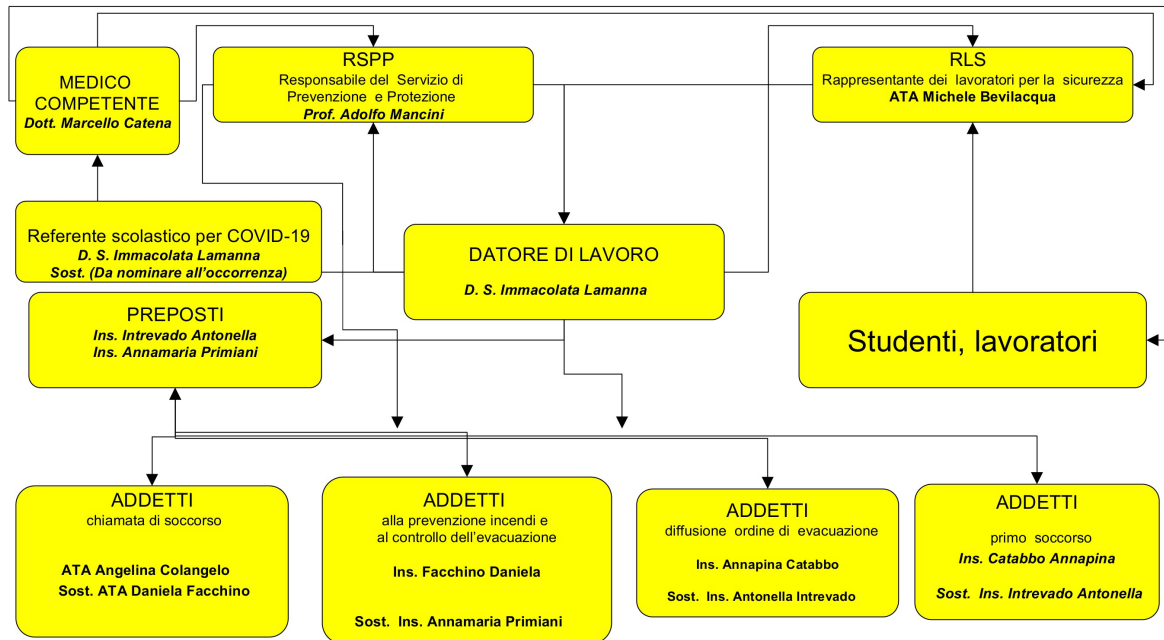 MEDICO
COMPETENTE
Dott. Marcello Catena
RSPP
Responsabile del Servizio di
Prevenzione e Protezione
Prof. Adolfo Mancini
RLS
Rappresentante dei lavoratori per la sicurezza
ATA Michele Bevilacqua
Referente scolastico per COVID-19
D. S. Immacolata Lamanna
Sost. (Da nominare all'occorrenza)
DATORE DI LAVORO
D. S. Immacolata Lamanna
PREPOSTI
Ins. Intrevado Antonella
Ins. Annamaria Primiani
Studenti, lavoratori
ADDETTI
chiamata di soccorso
ATA Angelina Colangelo
Sost. ATA Daniela Facchino
ADDETTI
alla prevenzione incendi e
al controllo dell'evacuazione
Ins. Facchino Daniela
Sost. Ins. Annamaria Primiani
ADDETTI
diffusione ordine di evacuazione
Ins. Annapina Catabbo
Sost. Ins. Antonella Intrevado
ADDETTI
primo soccorso
Ins. Catabbo Annapina
Sost. Ins. Intrevado Antonella